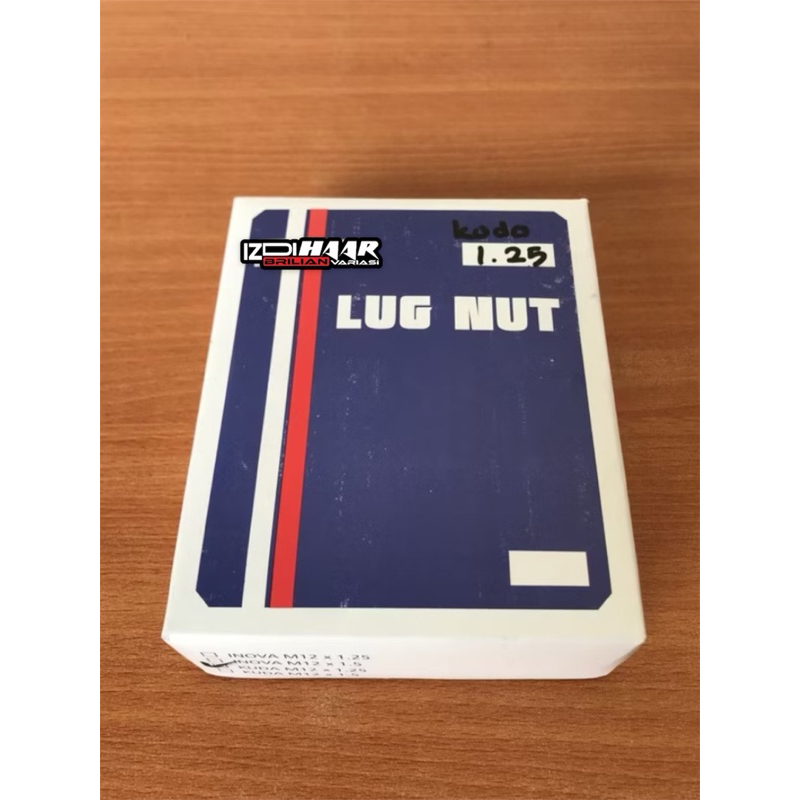 kudo
1.25
IZDIHAAR
BRILIAN VARIASI
LUG NUT
INOVA M12 x 1.25
INOVA M12 x 1.5
KUDA M12 x 1.25
KUDA M12 x 1.5